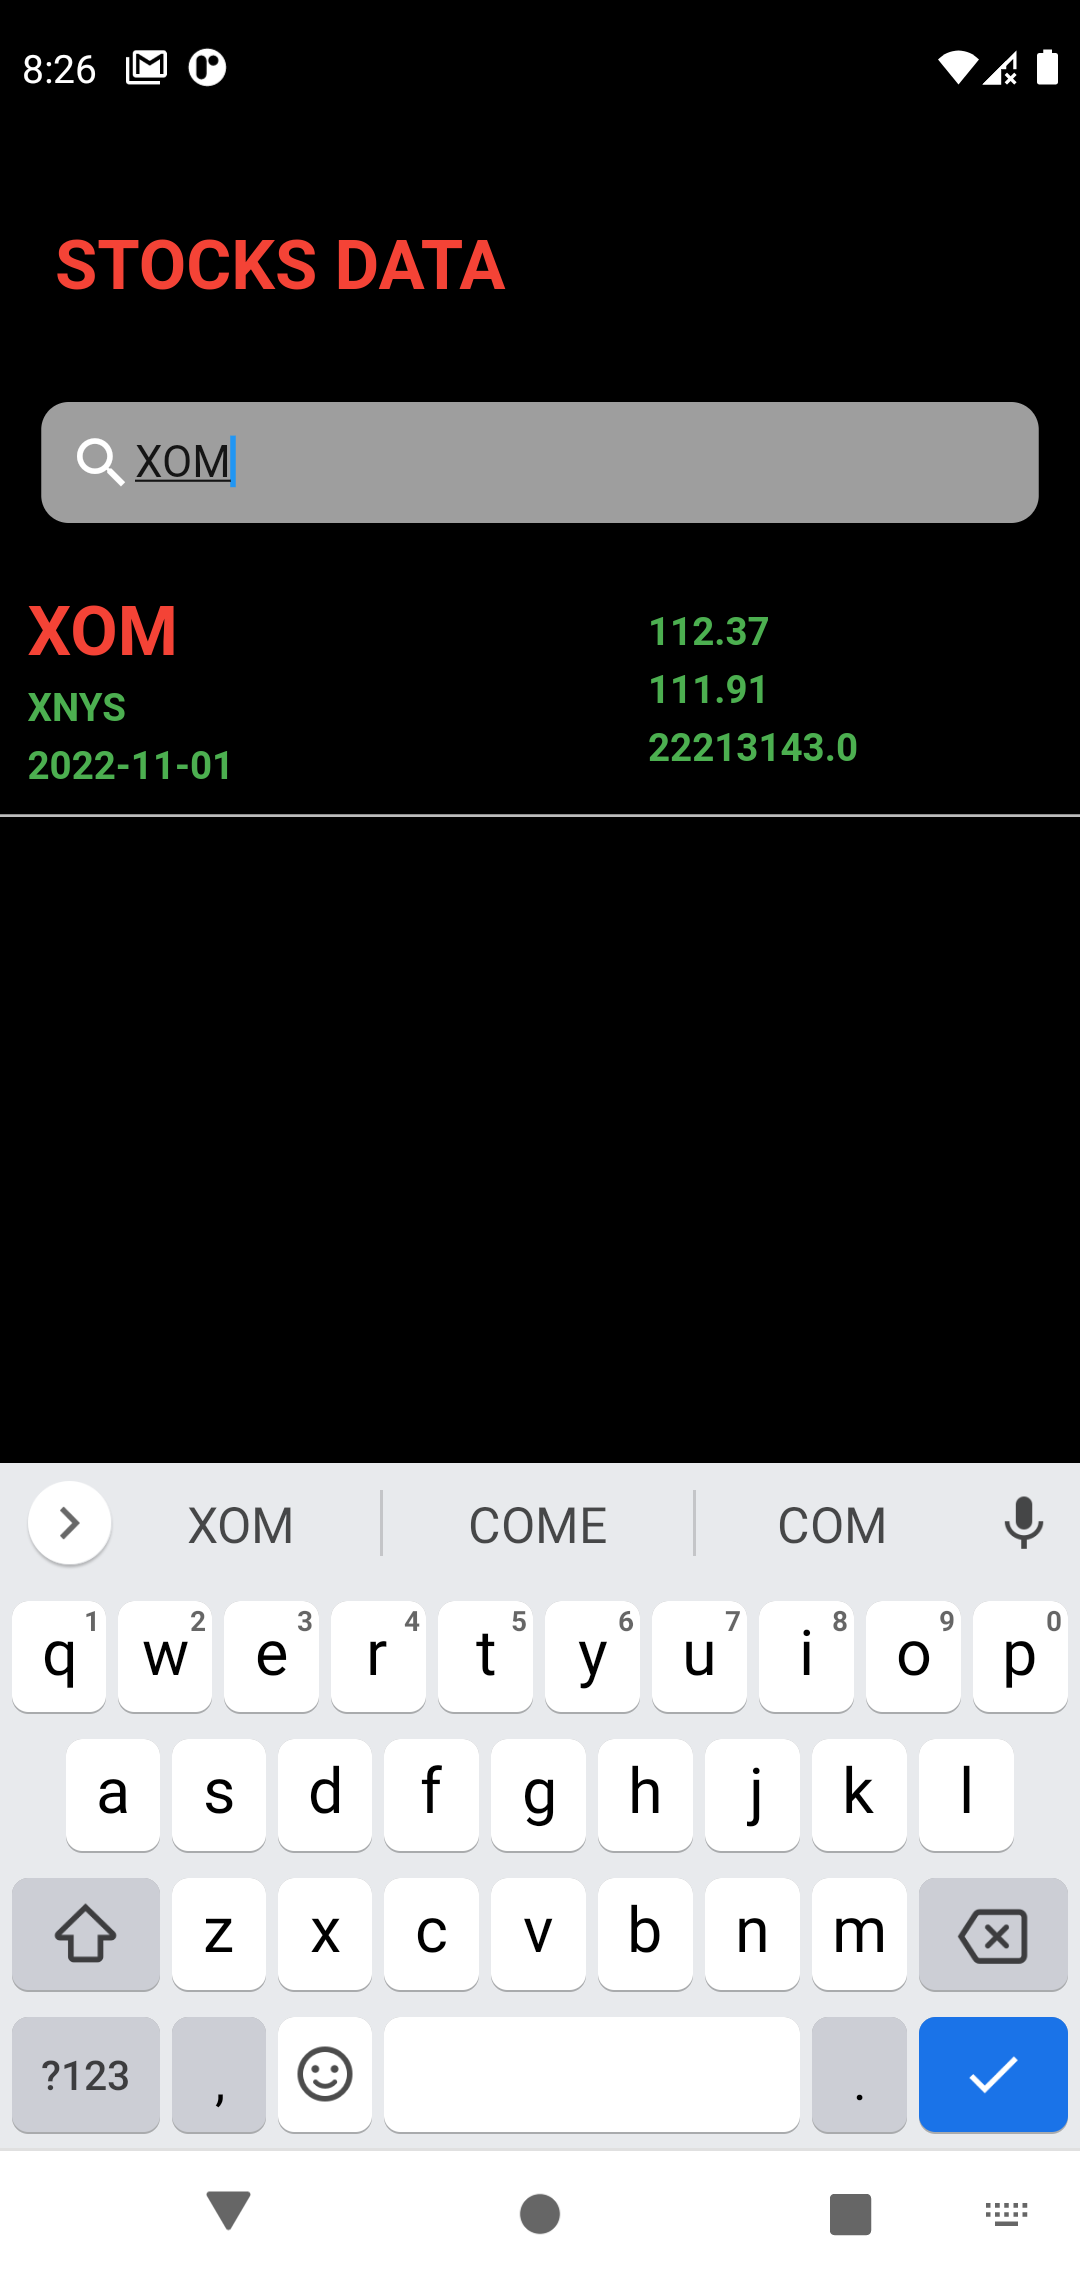 8:26
STOCKS DATA
XOM
XOM
112.37
XNYS
111.91
2022-11-01
22213143.0
XOM COME COM
q 1 w 2 e 3 r 4 t 5 y 6 u 7 i 8 o 9 p 0
a s d f g h j k l
z x c v b n m
?123 , .